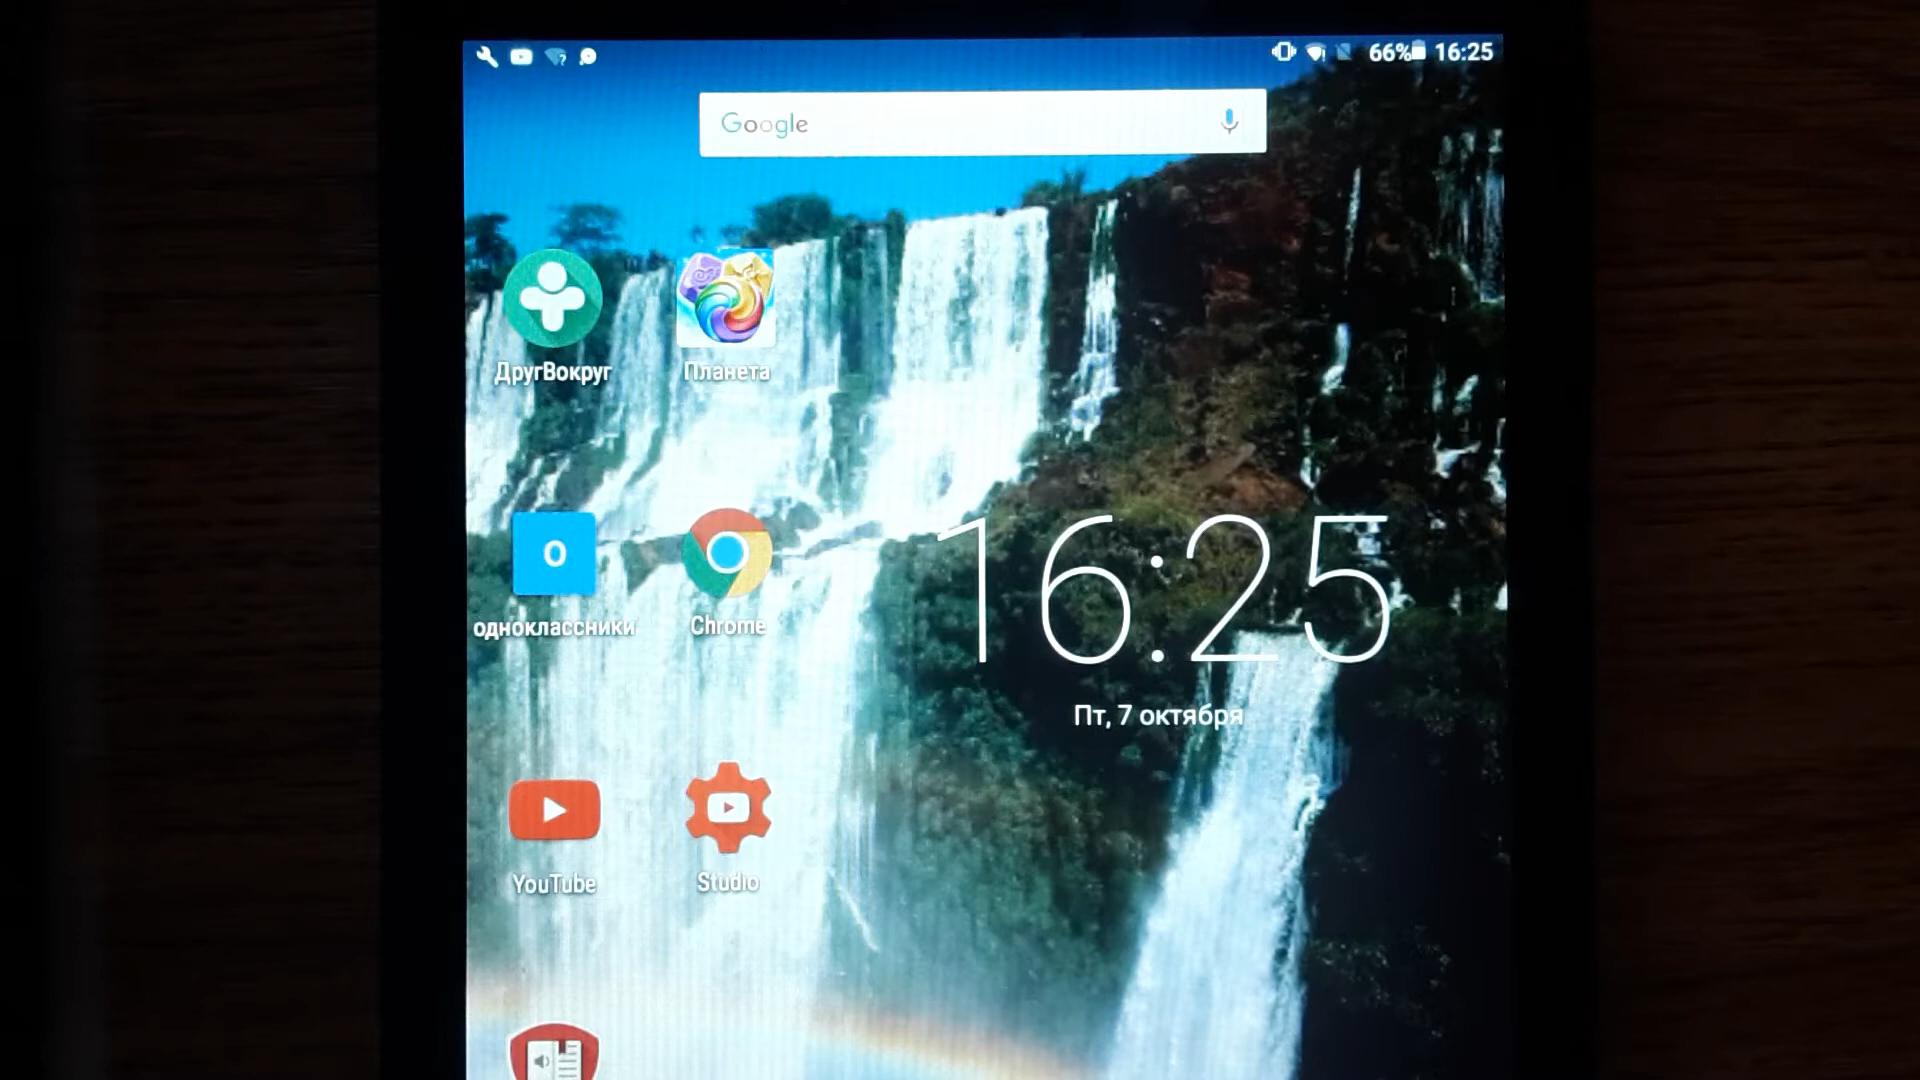 66% 16:25
Google
ДругВокруг Планета
о
одноклассники Chrome
16:25
Пт, 7 октября
YouTube Studio